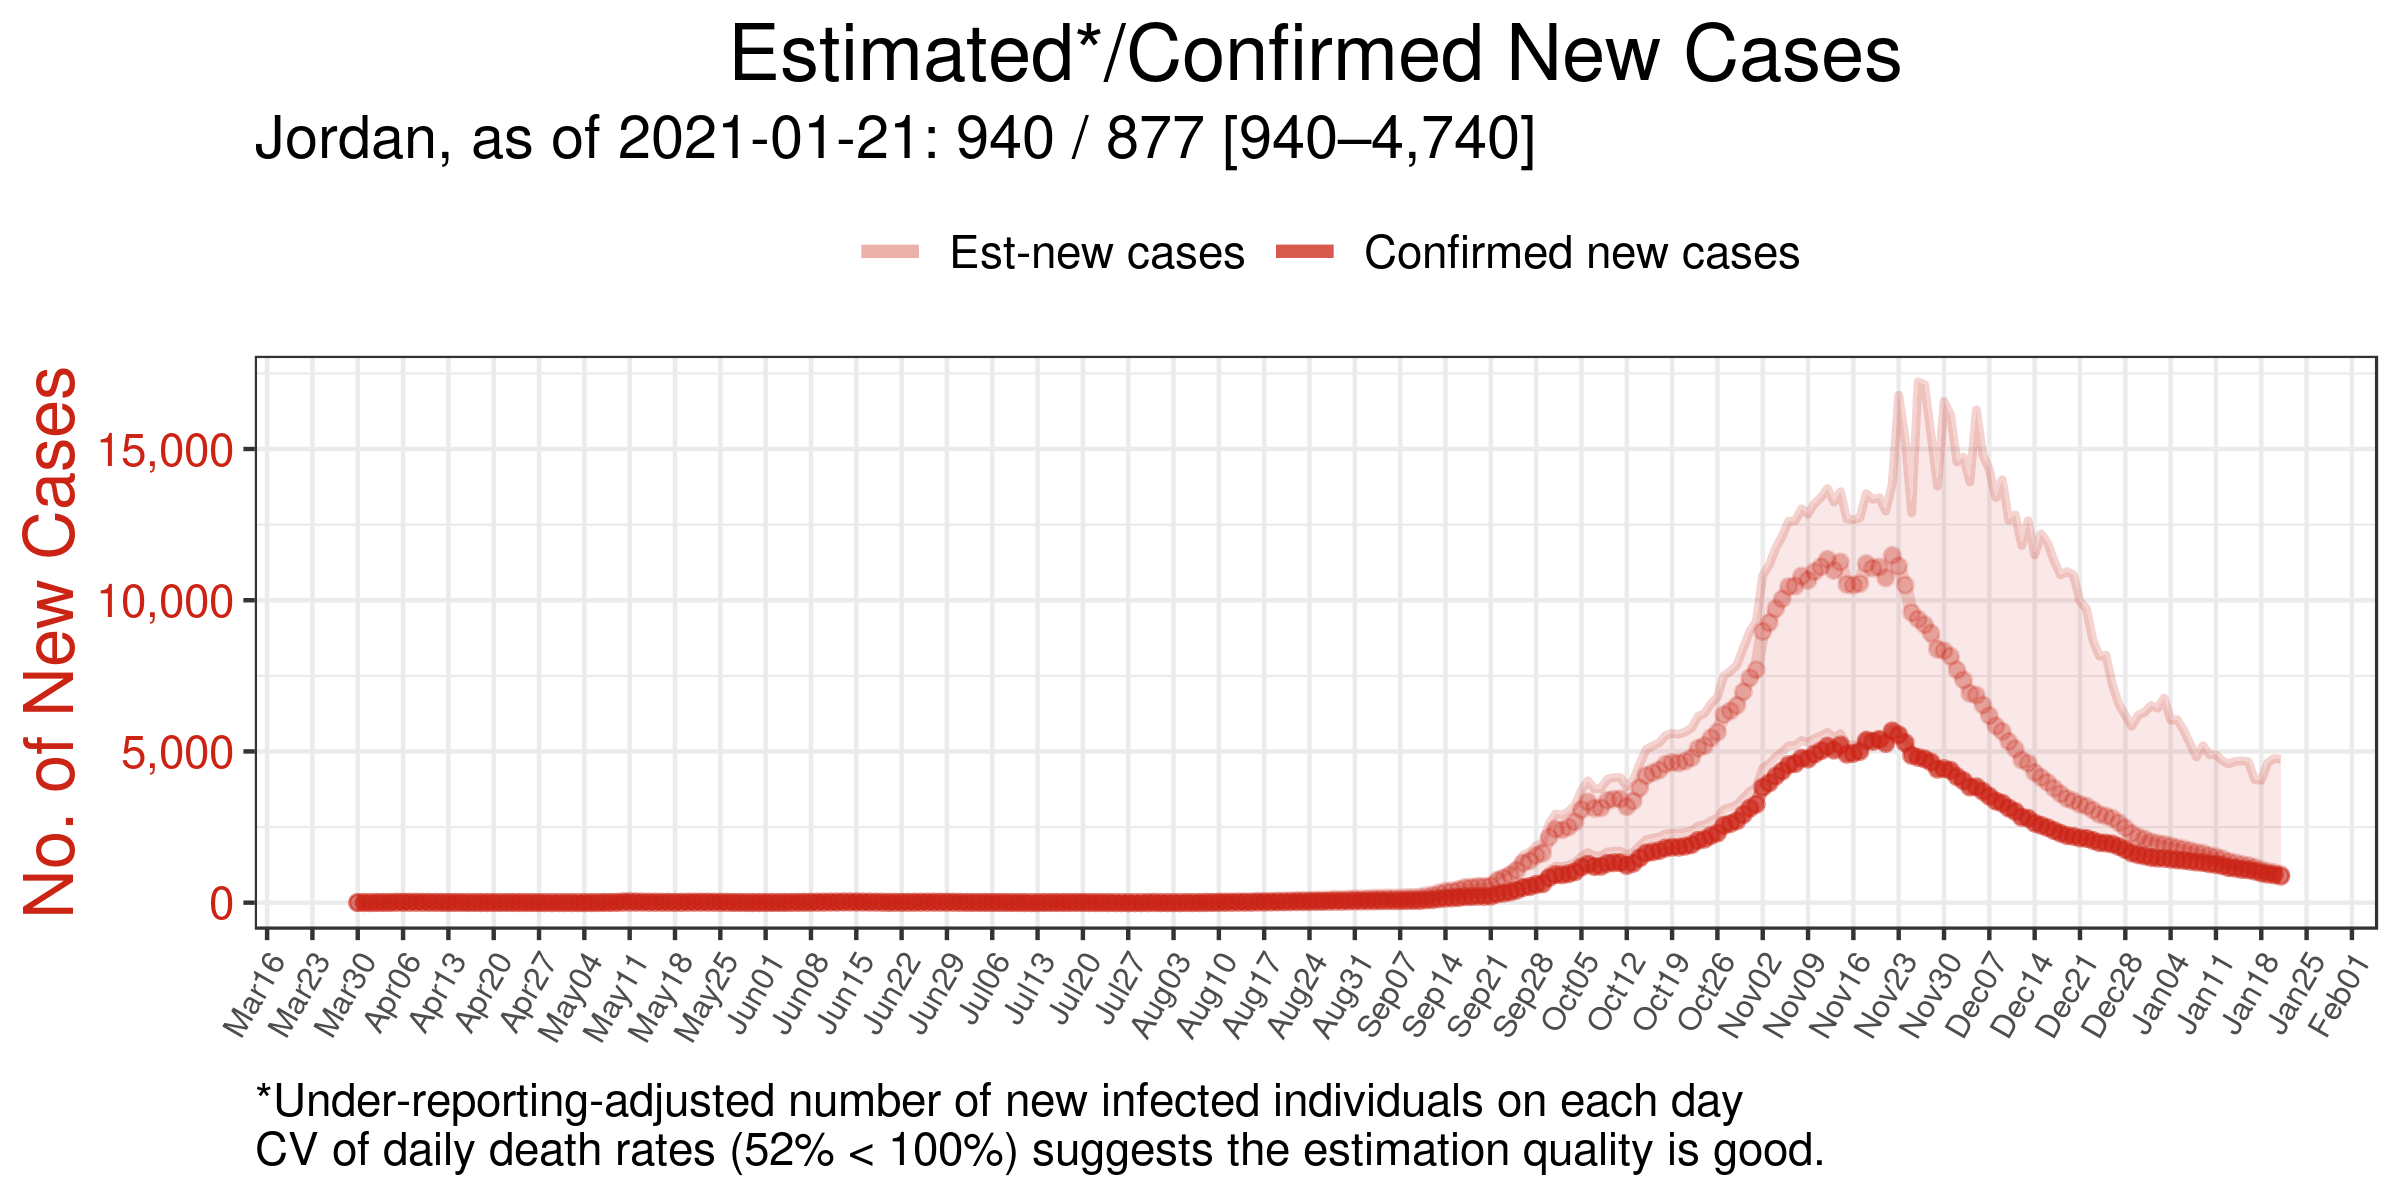 Estimated*/Confirmed New Cases
Jordan, as of 2021-01-21: 940 / 877 [940–4,740]
Est-new cases
Confirmed new cases
No. of New Cases
15,000
10,000
5,000
0
Mar16
Mar23
Mar30
Apr06
Apr13
Apr20
Apr27
May04
May11
May18
May25
Jun01
Jun08
Jun15
Jun22
Jun29
Jul06
Jul13
Jul20
Jul27
Aug03
Aug10
Aug17
Aug24
Aug31
Sep07
Sep14
Sep21
Sep28
Oct05
Oct12
Oct19
Oct26
Nov02
Nov09
Nov16
Nov23
Nov30
Dec07
Dec14
Dec21
Dec28
Jan04
Jan11
Jan18
Jan25
Feb01
*Under-reporting-adjusted number of new infected individuals on each day
CV of daily death rates (52% < 100%) suggests the estimation quality is good.